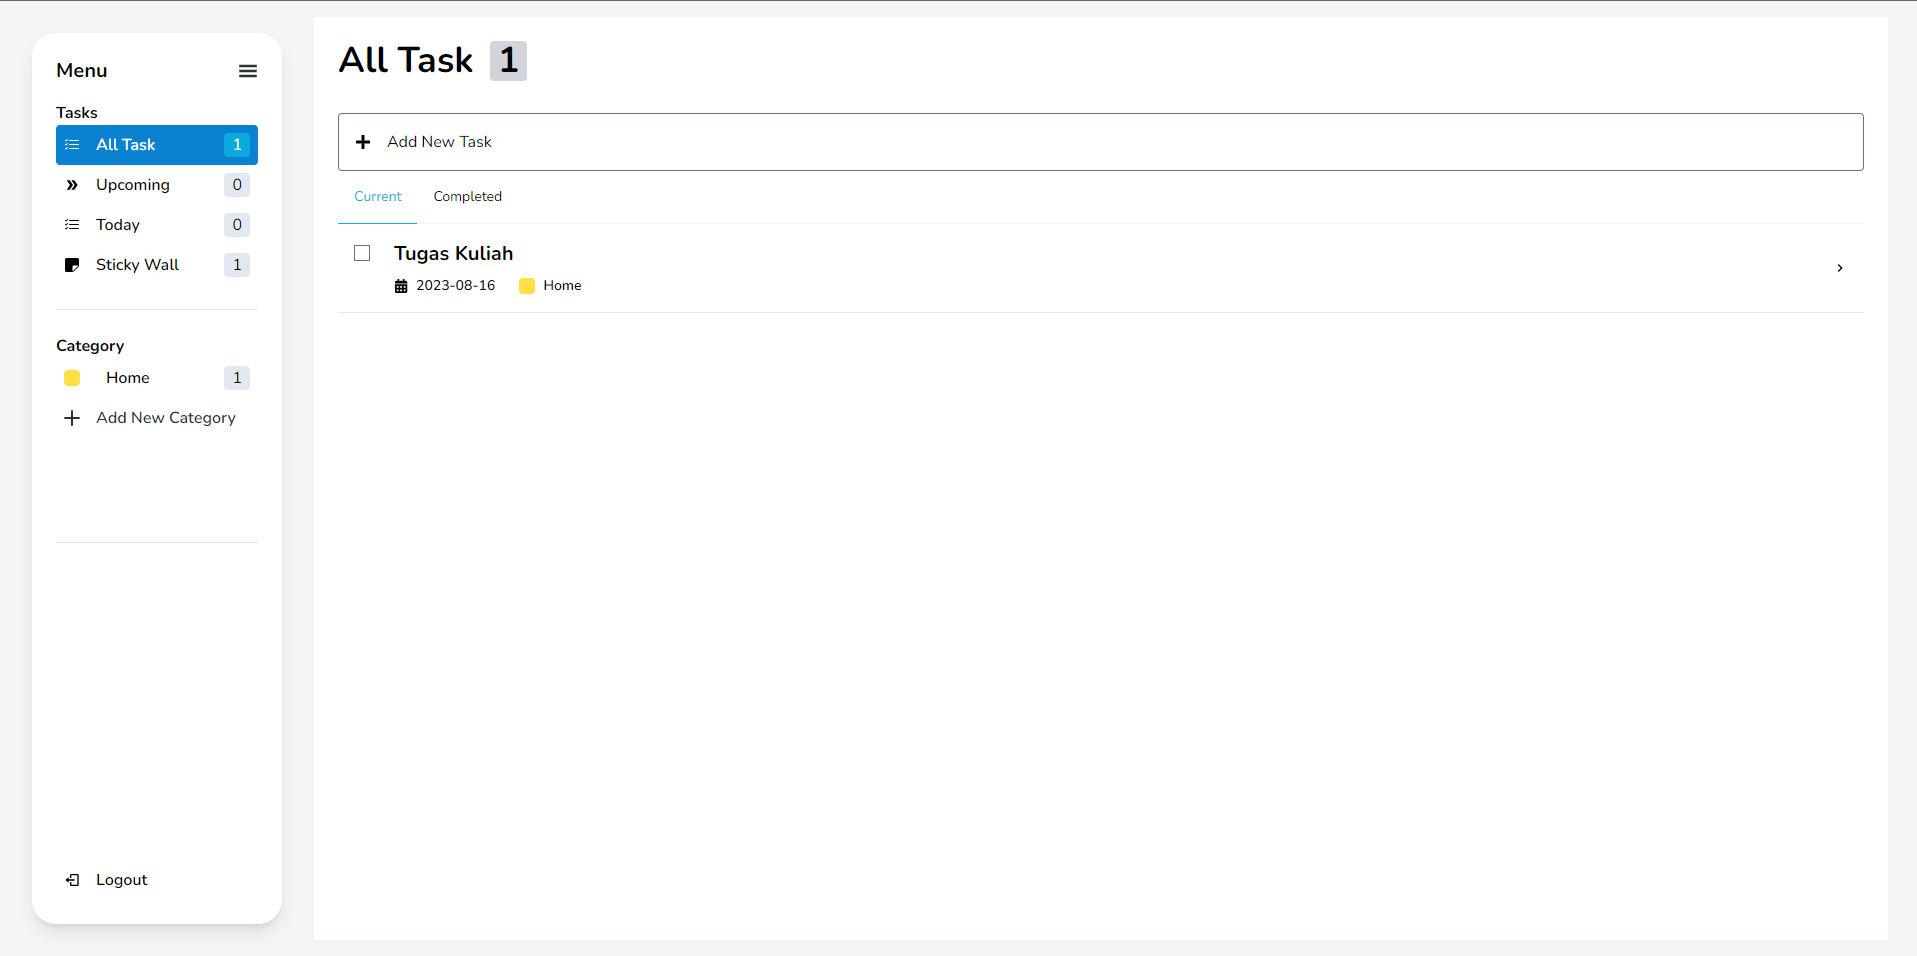 Menu
Tasks
All Task 1
Upcoming 0
Today 0
Sticky Wall 1
Category
Home 1
Add New Category
Logout
All Task 1
Add New Task
Current Completed
Tugas Kuliah
2023-08-16 Home